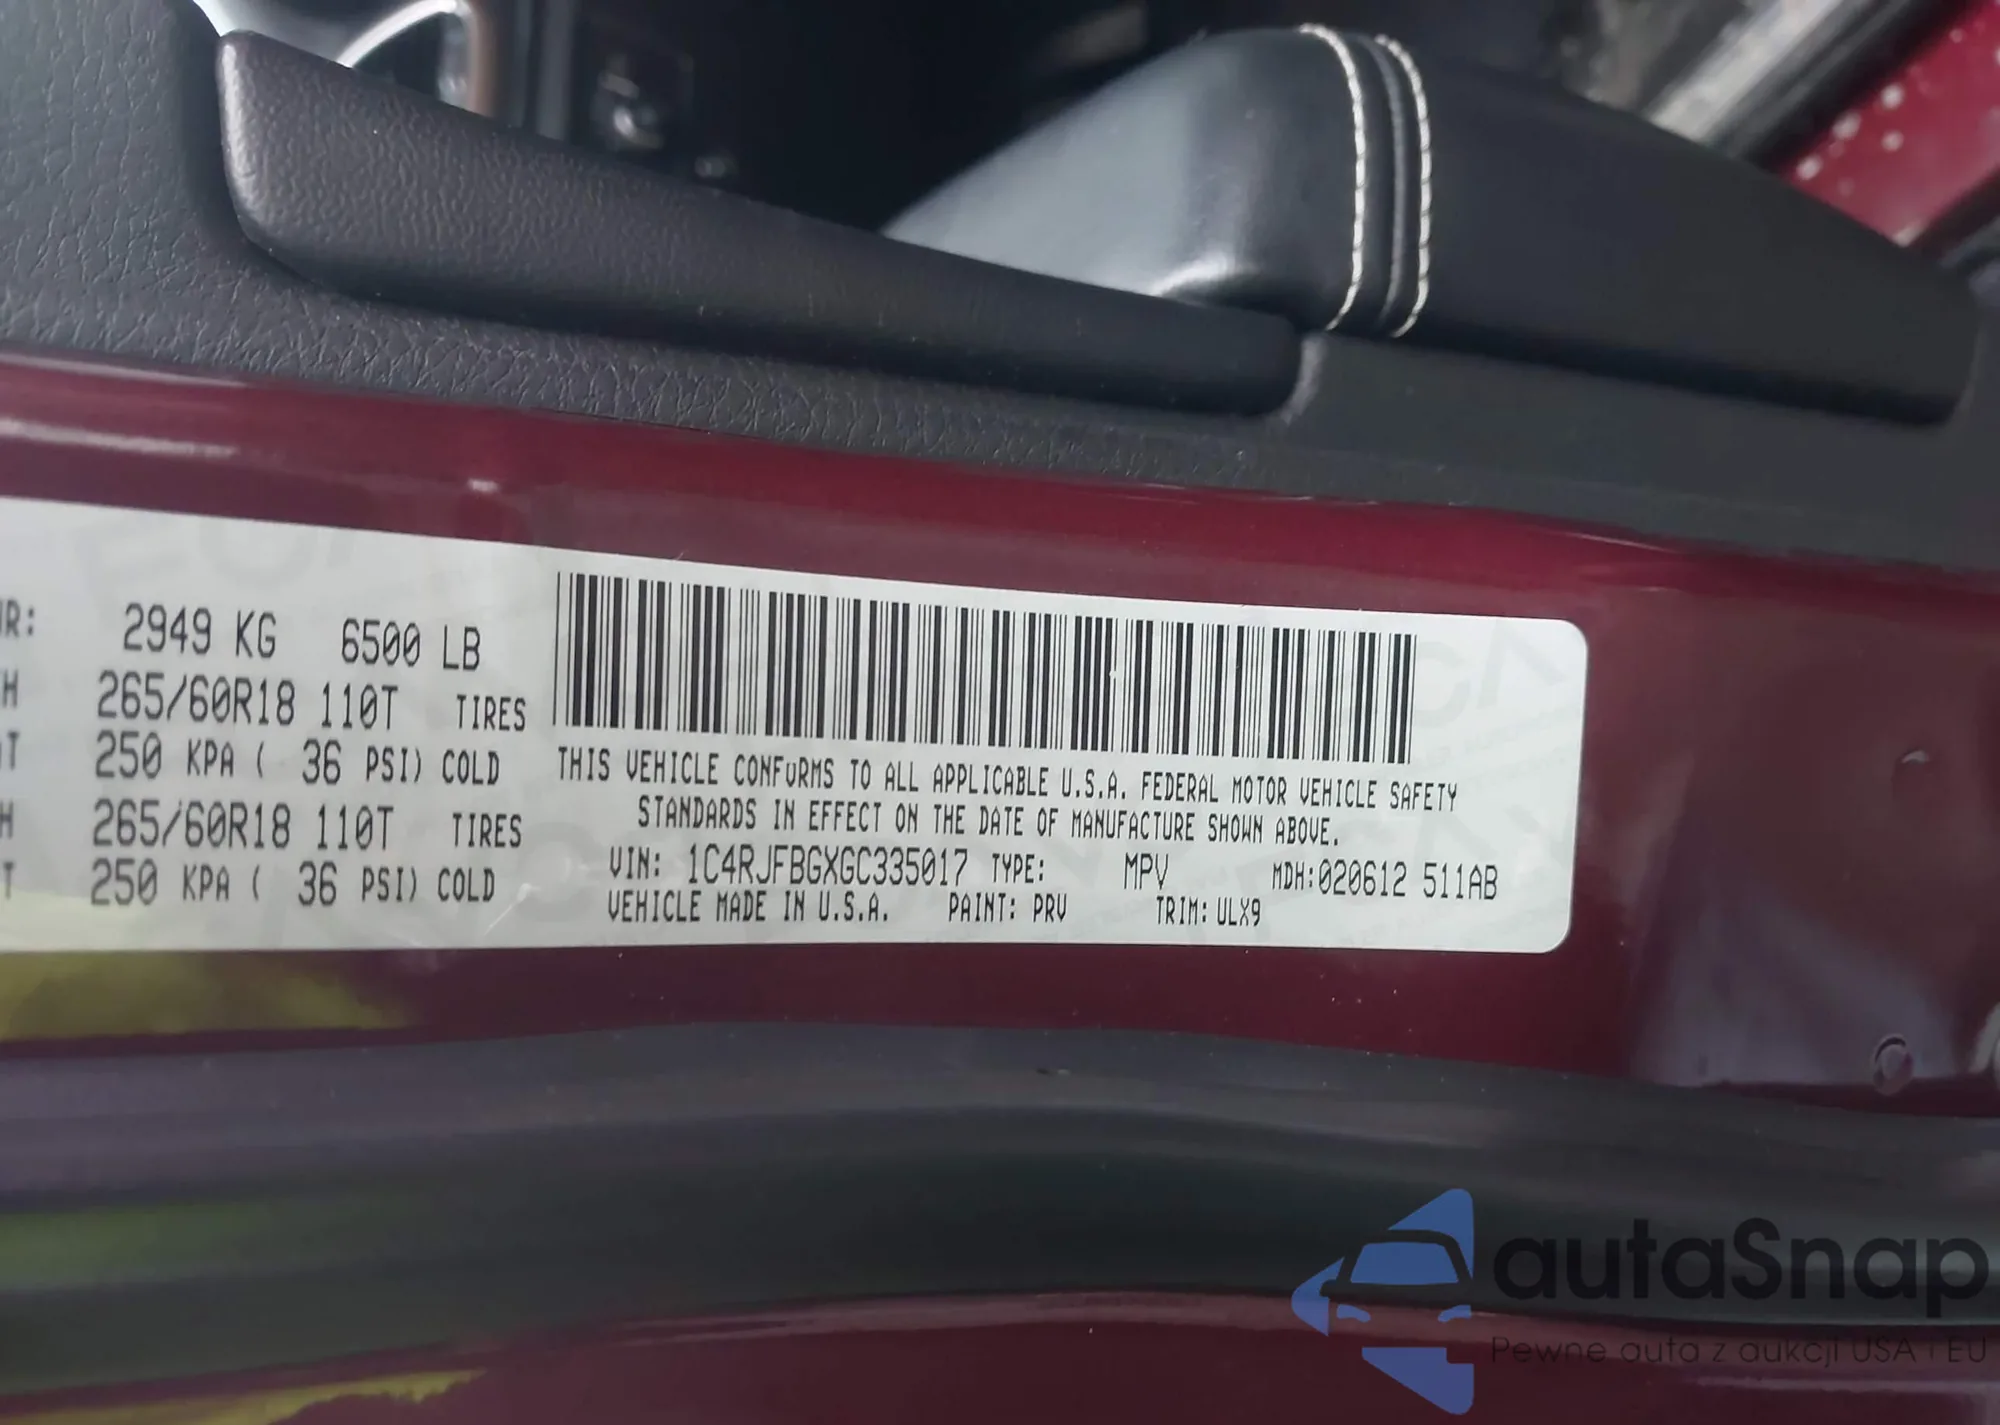 WR: 2949 KG 6500 LB
H 265/60R18 110T TIRES
AT 250 KPA ( 36 PSI) COLD
H 265/60R18 110T TIRES
T 250 KPA ( 36 PSI) COLD
THIS VEHICLE CONFORMS TO ALL APPLICABLE U.S.A. FEDERAL MOTOR VEHICLE SAFETY
STANDARDS IN EFFECT ON THE DATE OF MANUFACTURE SHOWN ABOVE.
VIN: 1C4RJFBGXGC335017 TYPE: MPV MDH:020612 511AB
VEHICLE MADE IN U.S.A. PAINT: PRV TRIM: ULX9
autaSnap
Pewne auta z aukcji USA i EU